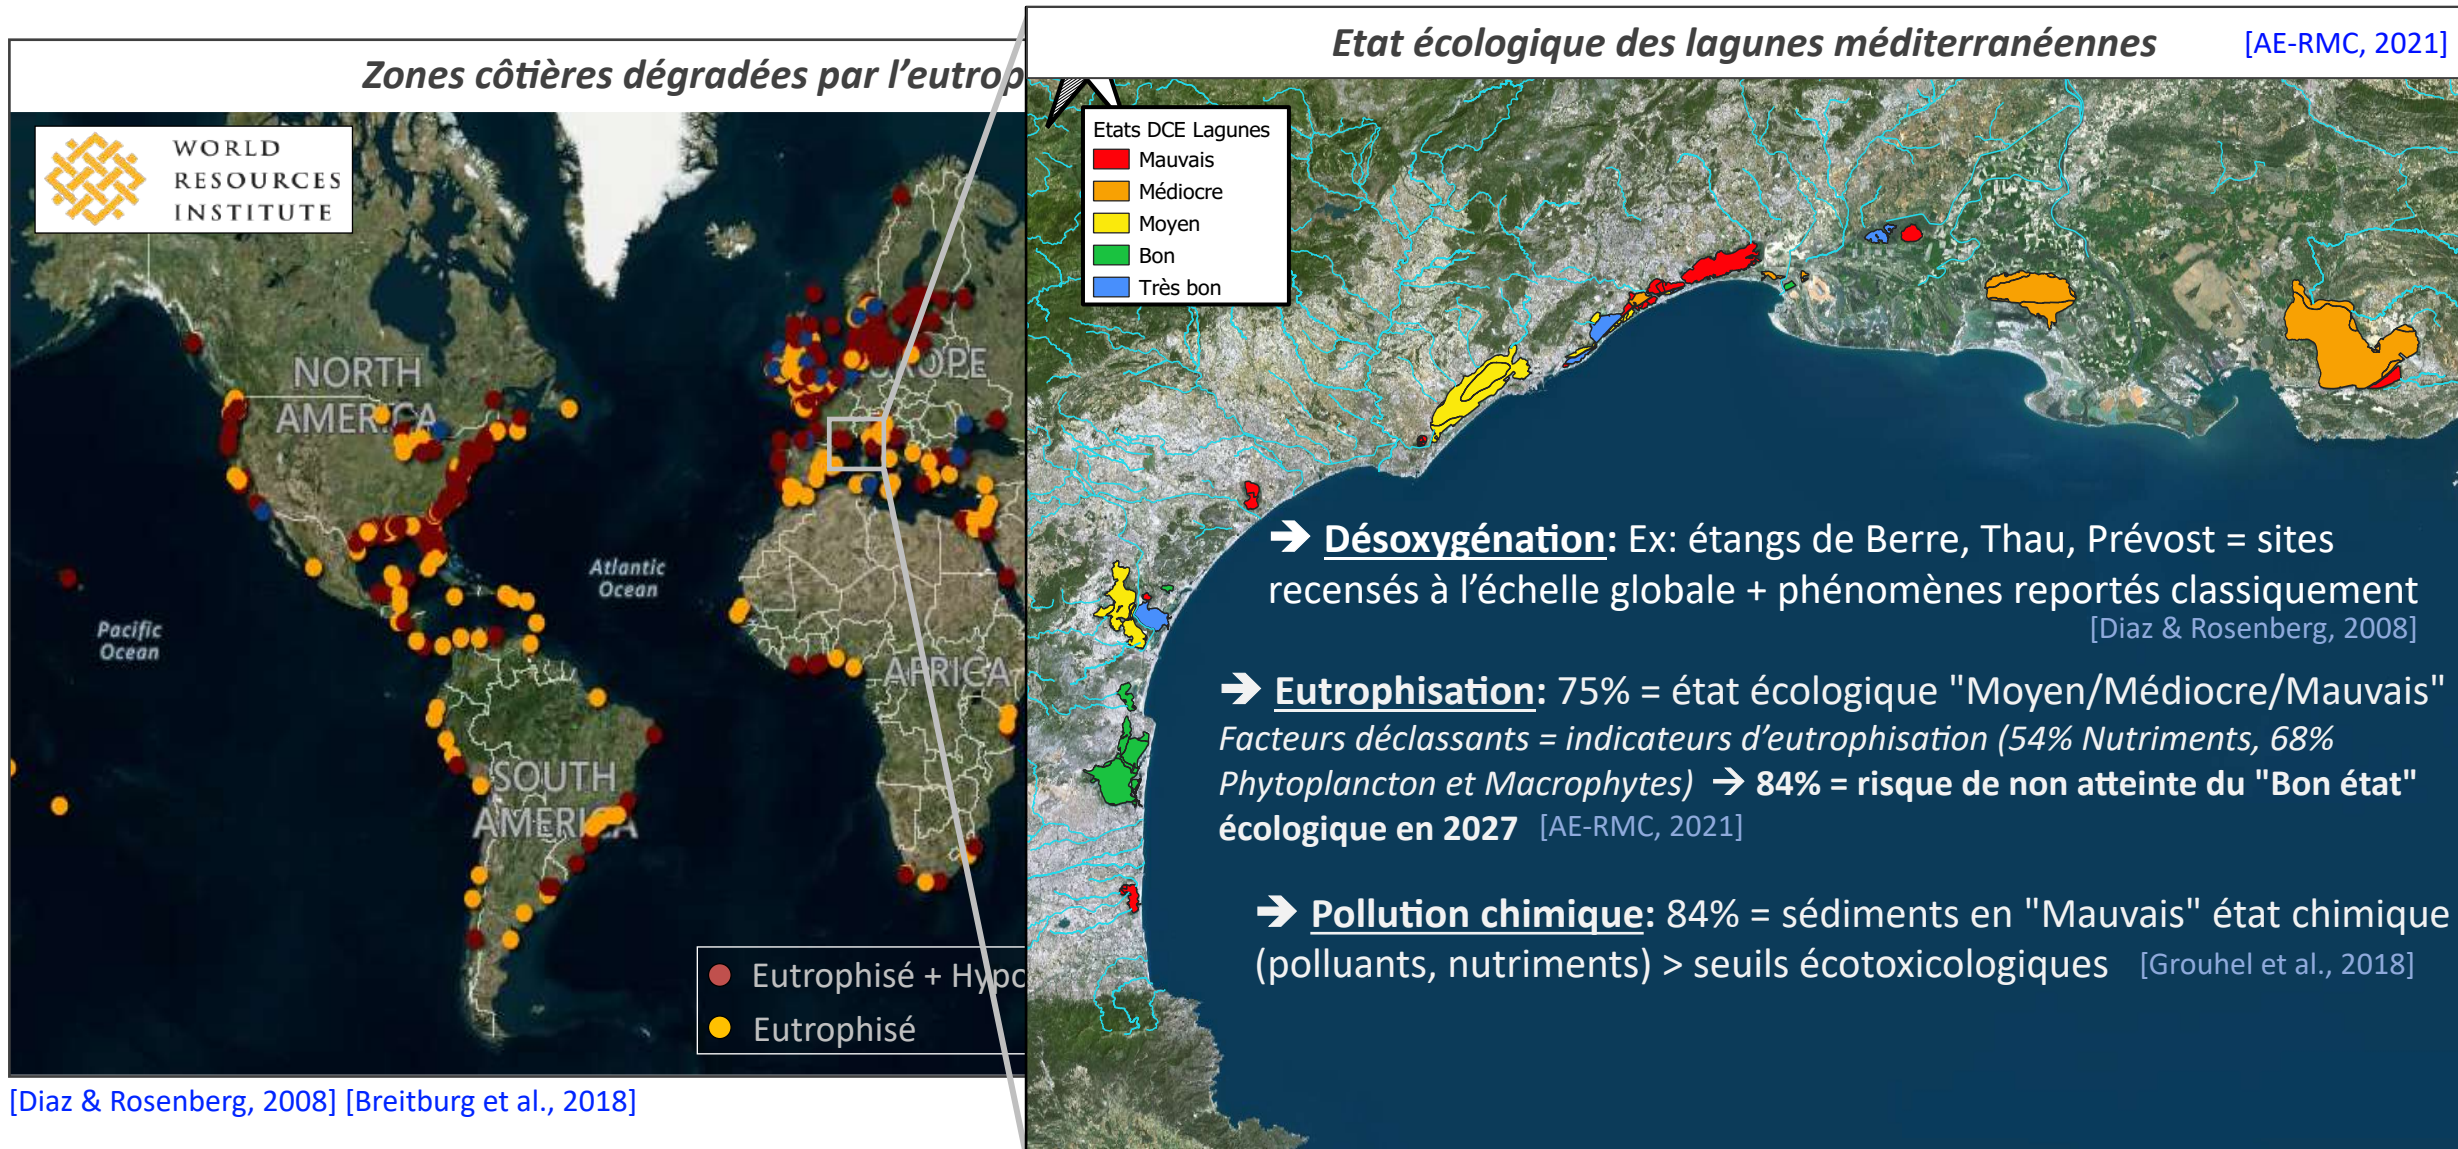 Zones côtières dégradées par l’eutrop
WORLD
RESOURCES
INSTITUTE
NORTH
AMERICA
EUROPE
Atlantic
Ocean
Pacific
Ocean
AFRICA
SOUTH
AMERICA
Eutrophisé + Hypo
Eutrophisé
[Diaz & Rosenberg, 2008] [Breitburg et al., 2018]
Etat écologique des lagunes méditerranéennes [AE-RMC, 2021]
Etats DCE Lagunes
Mauvais
Médiocre
Moyen
Bon
Très bon
➔ Désoxygénation: Ex: étangs de Berre, Thau, Prévost = sites
recensés à l’échelle globale + phénomènes reportés classiquement
[Diaz & Rosenberg, 2008]
➔ Eutrophisation: 75% = état écologique "Moyen/Médiocre/Mauvais"
Facteurs déclassants = indicateurs d’eutrophisation (54% Nutriments, 68%
Phytoplancton et Macrophytes) ➔ 84% = risque de non atteinte du "Bon état"
écologique en 2027 [AE-RMC, 2021]
➔ Pollution chimique: 84% = sédiments en "Mauvais" état chimique
(polluants, nutriments) > seuils écotoxicologiques [Grouhel et al., 2018]